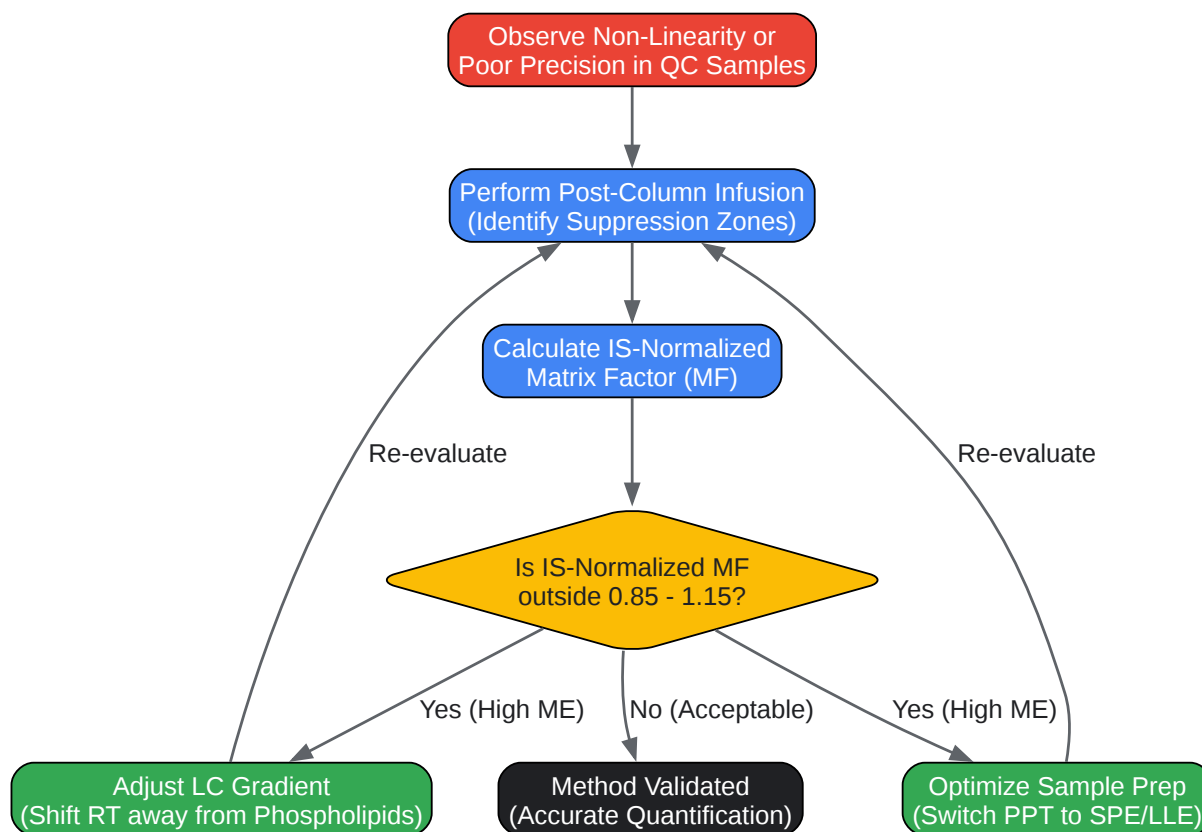 Observe Non-Linearity or
Poor Precision in QC Samples
Perform Post-Column Infusion
(Identify Suppression Zones)
Calculate IS-Normalized
Matrix Factor (MF)
Re-evaluate
Re-evaluate
Is IS-Normalized MF
outside 0.85 - 1.15?
Yes (High ME)
No (Acceptable)
Yes (High ME)
Adjust LC Gradient
(Shift RT away from Phospholipids)
Method Validated
(Accurate Quantification)
Optimize Sample Prep
(Switch PPT to SPE/LLE)